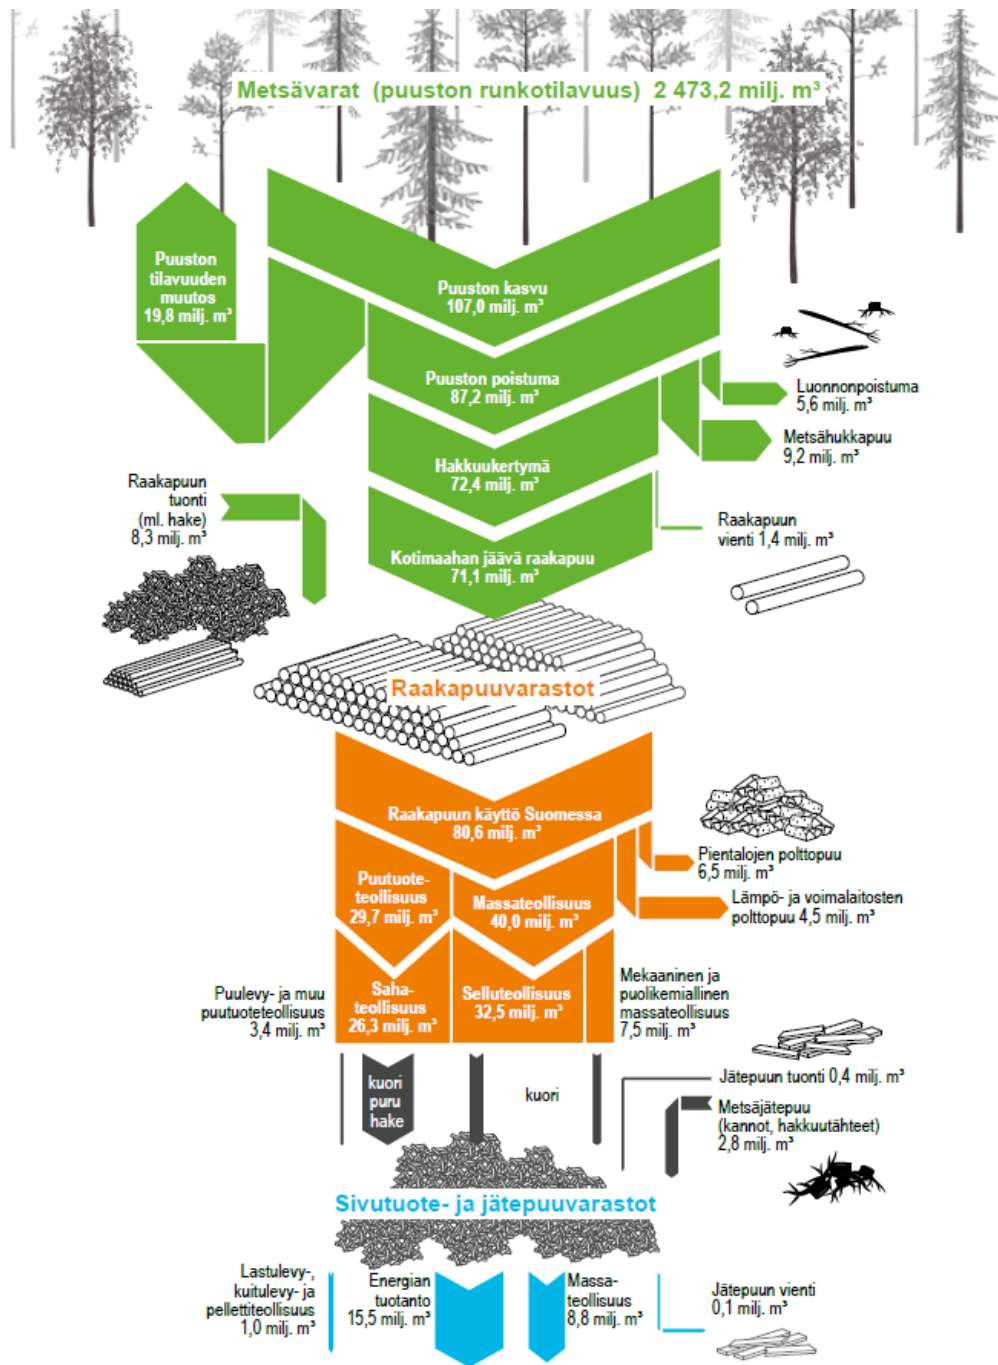 Metsävarat (puuston runkotilavuus) 2 473,2 milj. m³
Puuston
tilavuuden
muutos
19,8 milj. m³
Puuston kasvu
107,0 milj. m³
Puuston poistuma
87,2 milj. m³
Luonnonpoistuma
5,6 milj. m³
Metsähukkapuu
9,2 milj. m³
Hakkuukertymä
72,4 milj. m³
Raakapuun
tuonti
(ml. hake)
8,3 milj. m³
Raakapuun
vienti 1,4 milj. m³
Kotimaahan jäävä raakapuu
71,1 milj. m³
Raakapuuvarastot
Raakapuun käyttö Suomessa
80,6 milj. m³
Pientalojen polttopuu
6,5 milj. m³
Lämpö- ja voimalaitosten
polttopuu 4,5 milj. m³
Puutuote-
teollisuus
29,7 milj. m³
Massateollisuus
40,0 milj. m³
Puulevy- ja muu
puutuoteteollisuus
3,4 milj. m³
Saha-
teollisuus
26,3 milj. m³
Selluteollisuus
32,5 milj. m³
Mekaaninen ja
puolikemiallinen
massateollisuus
7,5 milj. m³
kuori
puru
hake
kuori
Jätepuun tuonti 0,4 milj. m³
Metsäjätepuu
(kannot, hakkuutähteet)
2,8 milj. m³
Sivutuote- ja jätepuuvarastot
Lastulevy-,
kuitulevy- ja
pellettiteollisuus
1,0 milj. m³
Energian
tuotanto
15,5 milj. m³
Massa-
teollisuus
8,8 milj. m³
Jätepuun vienti
0,1 milj. m³